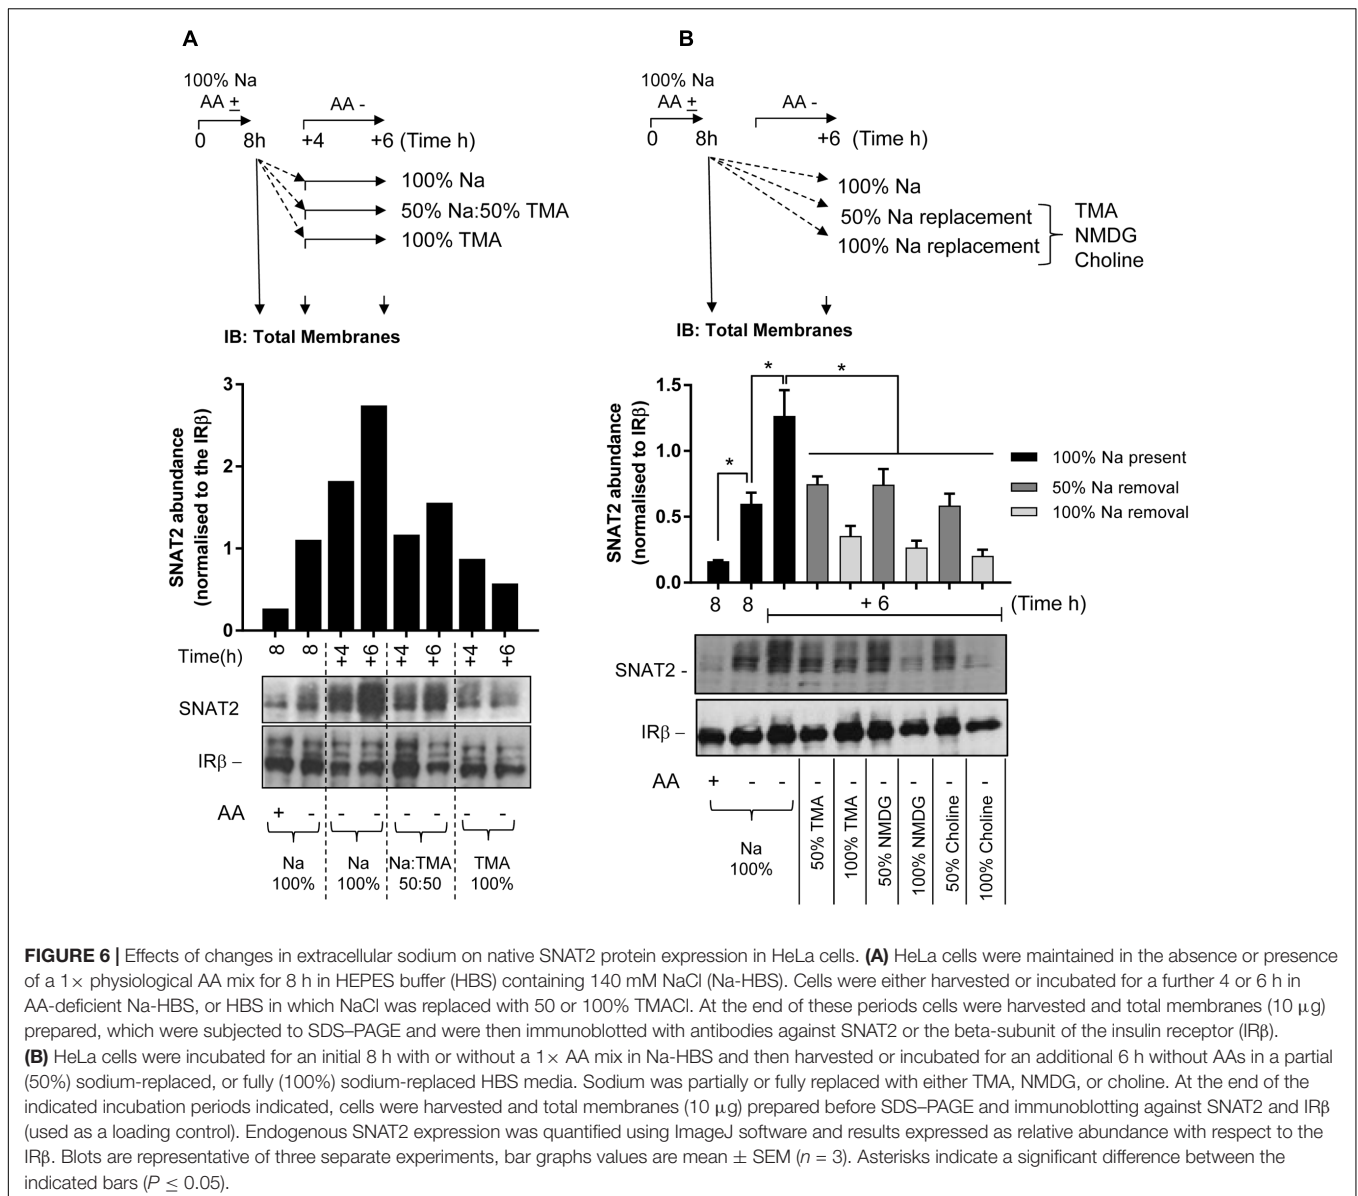 A
100% Na
AA ±
AA -
0
8h
+4
+6 (Time h)
100% Na
50% Na:50% TMA
100% TMA
IB: Total Membranes
SNAT2 abundance
(normalised to the IRβ)
3
2
1
0
Time(h)
8
8
+4
+6
+4
+6
+4
+6
SNAT2
IRβ –
AA
+
-
-
-
-
-
-
-
Na
100%
Na
100%
Na:TMA
50:50
TMA
100%
B
100% Na
AA ±
AA -
0
8h
+6 (Time h)
100% Na
50% Na replacement
100% Na replacement
TMA
NMDG
Choline
IB: Total Membranes
SNAT2 abundance
(normalised to IRβ)
1.5
1.0
0.5
0.0
*
*
*
100% Na present
50% Na removal
100% Na removal
8
8
+ 6
(Time h)
SNAT2 -
IRβ –
AA
+
-
-
-
-
-
-
-
-
Na
100%
50% TMA
100% TMA
50% NMDG
100% NMDG
50% Choline
100% Choline
FIGURE 6 | Effects of changes in extracellular sodium on native SNAT2 protein expression in HeLa cells. (A) HeLa cells were maintained in the absence or presence
of a 1× physiological AA mix for 8 h in HEPES buffer (HBS) containing 140 mM NaCl (Na-HBS). Cells were either harvested or incubated for a further 4 or 6 h in
AA-deficient Na-HBS, or HBS in which NaCl was replaced with 50 or 100% TMACl. At the end of these periods cells were harvested and total membranes (10 μg)
prepared, which were subjected to SDS–PAGE and were then immunoblotted with antibodies against SNAT2 or the beta-subunit of the insulin receptor (IRβ).
(B) HeLa cells were incubated for an initial 8 h with or without a 1× AA mix in Na-HBS and then harvested or incubated for an additional 6 h without AAs in a partial
(50%) sodium-replaced, or fully (100%) sodium-replaced HBS media. Sodium was partially or fully replaced with either TMA, NMDG, or choline. At the end of the
indicated incubation periods indicated, cells were harvested and total membranes (10 μg) prepared before SDS–PAGE and immunoblotting against SNAT2 and IRβ
(used as a loading control). Endogenous SNAT2 expression was quantified using ImageJ software and results expressed as relative abundance with respect to the
IRβ. Blots are representative of three separate experiments, bar graphs values are mean ± SEM (n = 3). Asterisks indicate a significant difference between the
indicated bars (P ≤ 0.05).